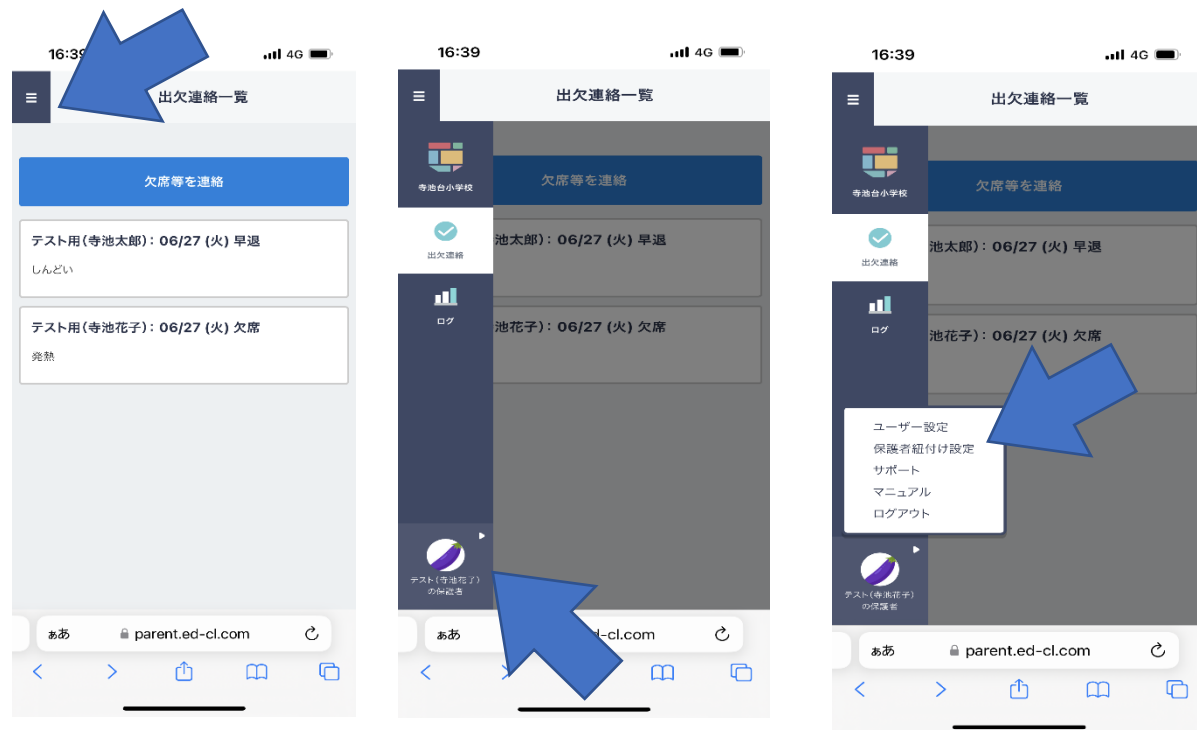 16:39
4G
出欠連絡一覧
欠席等を連絡
テスト用(寺池太郎): 06/27 (火) 早退
しんどい
テスト用(寺池花子): 06/27 (火) 欠席
発熱
ぁあ
parent.ed-cl.com
16:39
4G
出欠連絡一覧
寺池台小学校
欠席等を連絡
出欠連絡
池太郎): 06/27 (火) 早退
ログ
池花子): 06/27 (火) 欠席
テスト(寺池花子)
の保護者
ぁあ
d-cl.com
16:39
4G
出欠連絡一覧
寺池台小学校
欠席等を連絡
出欠連絡
池太郎): 06/27 (火) 早退
ログ
池花子): 06/27 (火) 欠席
ユーザー設定
保護者紐付け設定
サポート
マニュアル
ログアウト
テスト(寺池花子)
の保護者
ぁあ
parent.ed-cl.com